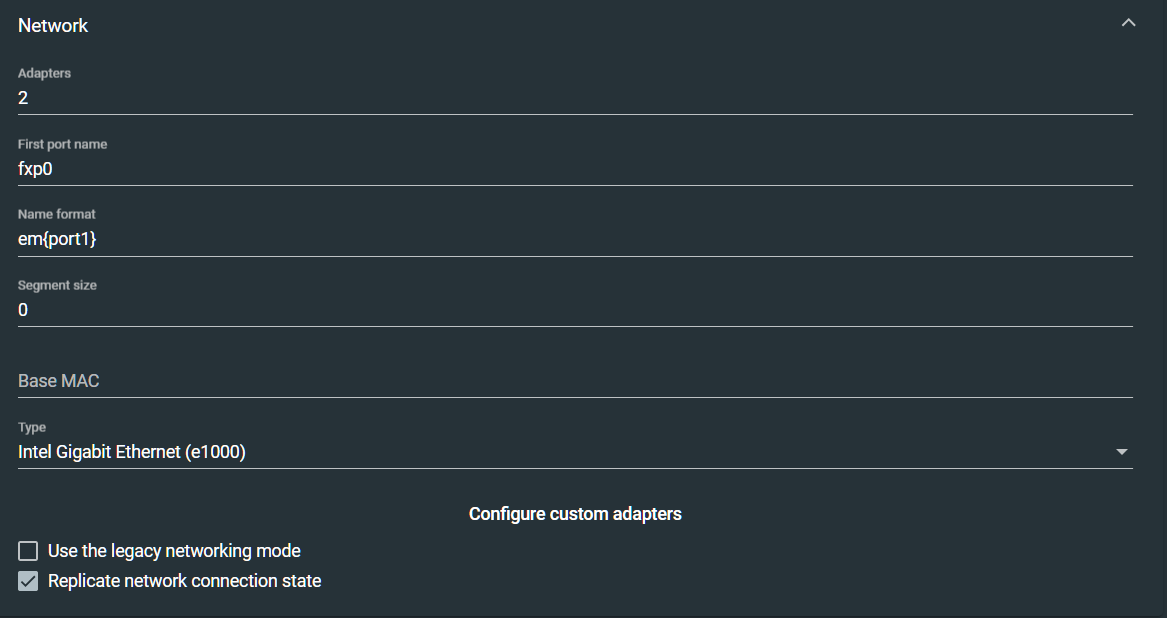 Network
Adapters
2
First port name
fxp0
Name format
em{port1}
Segment size
0
Base MAC
Type
Intel Gigabit Ethernet (e1000)
Configure custom adapters
Use the legacy networking mode
Replicate network connection state